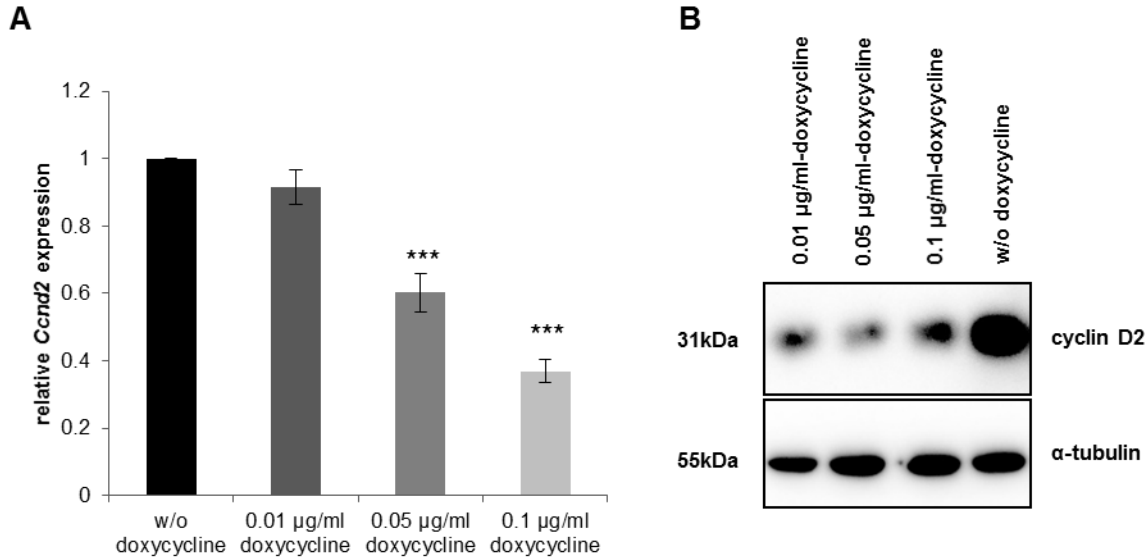 A
relative Ccnd2 expression
1.2
1
0.8
0.6
0.4
0.2
0
***
***
w/o
doxycycline
0.01 µg/ml
doxycycline
0.05 µg/ml
doxycycline
0.1 µg/ml
doxycycline
B
0.01 µg/ml-doxycycline
0.05 µg/ml-doxycycline
0.1 µg/ml-doxycycline
w/o doxycycline
31kDa
cyclin D2
55kDa
α-tubulin